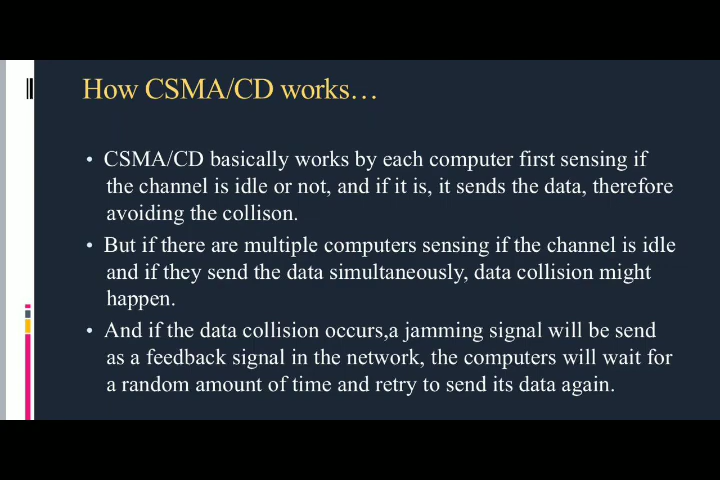 How CSMA/CD works…
• CSMA/CD basically works by each computer first sensing if
the channel is idle or not, and if it is, it sends the data, therefore
avoiding the collison.
• But if there are multiple computers sensing if the channel is idle
and if they send the data simultaneously, data collision might
happen.
• And if the data collision occurs,a jamming signal will be send
as a feedback signal in the network, the computers will wait for
a random amount of time and retry to send its data again.